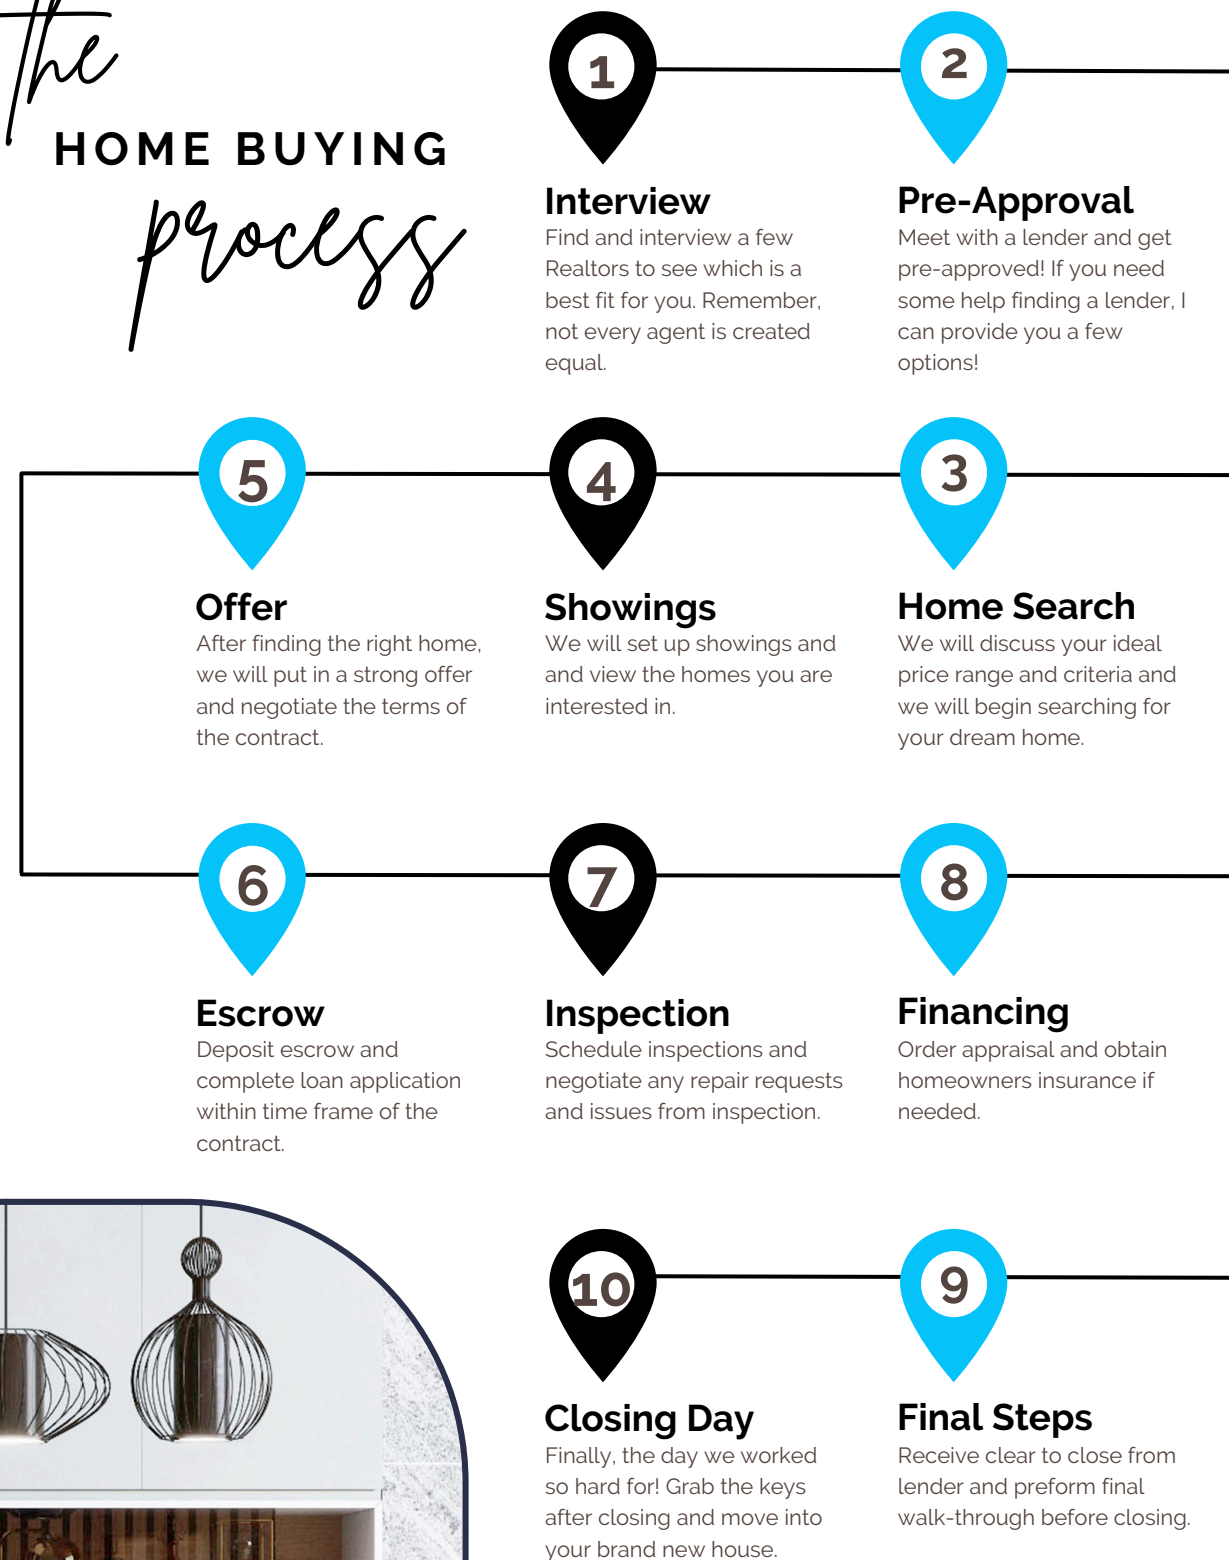 the
HOME BUYING
process
1
Interview
Find and interview a few
Realtors to see which is a
best fit for you. Remember,
not every agent is created
equal.
2
Pre-Approval
Meet with a lender and get
pre-approved! If you need
some help finding a lender, I
can provide you a few
options!
3
Home Search
We will discuss your ideal
price range and criteria and
we will begin searching for
your dream home.
4
Showings
We will set up showings and
and view the homes you are
interested in.
5
Offer
After finding the right home,
we will put in a strong offer
and negotiate the terms of
the contract.
6
Escrow
Deposit escrow and
complete loan application
within time frame of the
contract.
7
Inspection
Schedule inspections and
negotiate any repair requests
and issues from inspection.
8
Financing
Order appraisal and obtain
homeowners insurance if
needed.
9
Final Steps
Receive clear to close from
lender and preform final
walk-through before closing.
10
Closing Day
Finally, the day we worked
so hard for! Grab the keys
after closing and move into
your brand new house.